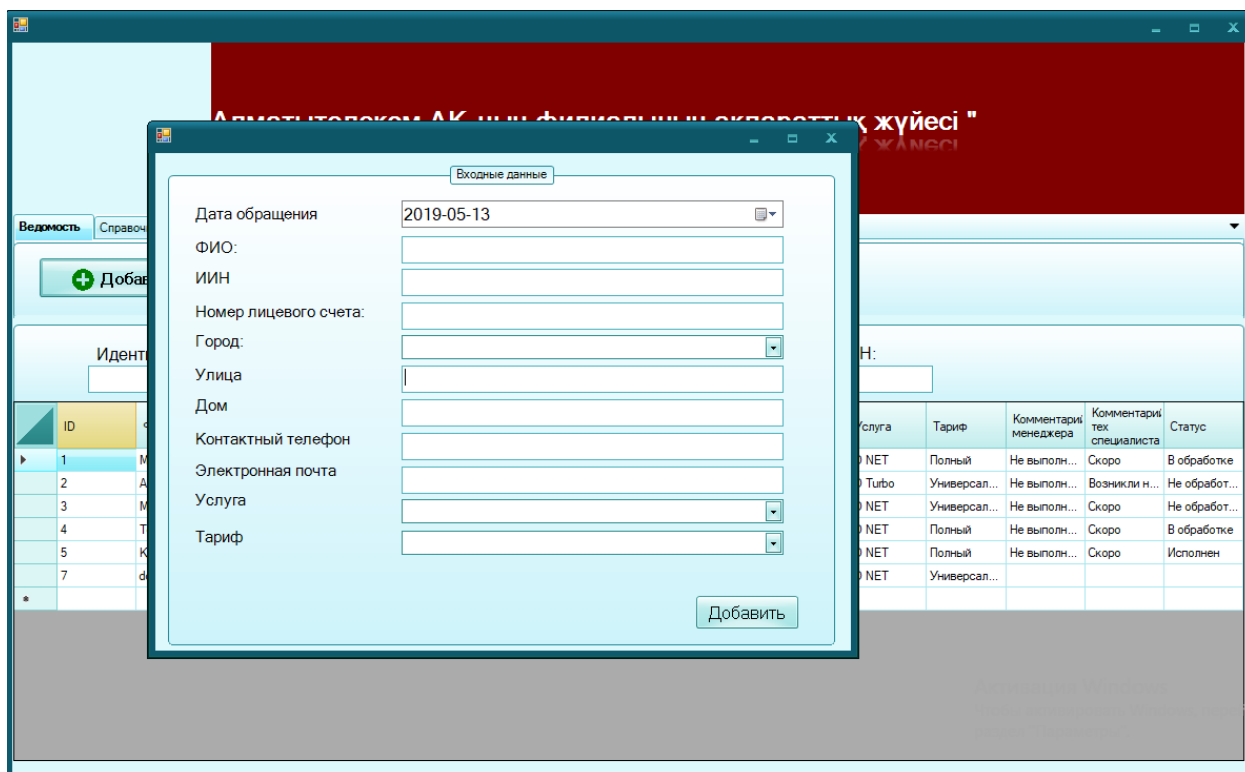 Алматытелеком АҚ-ның филиалының ақпараттық жүйесі "
Входные данные
Дата обращения 2019-05-13
ФИО:
ИИН
Номер лицевого счета:
Город:
Улица
Дом
Контактный телефон
Электронная почта
Услуга
Тариф
Добавить
Ведомость Справоч
Добав
Иденти Н:
ID Услуга Тариф Комментарий менеджера Комментарий тех специалиста Статус
1 М NET Полный Не выполн... Скоро В обработке
2 А Turbo Универсал... Не выполн... Возникли н... Не обработ...
3 М NET Универсал... Не выполн... Скоро Не обработ...
4 Т NET Полный Не выполн... Скоро В обработке
5 К NET Полный Не выполн... Скоро Исполнен
7 de NET Универсал...